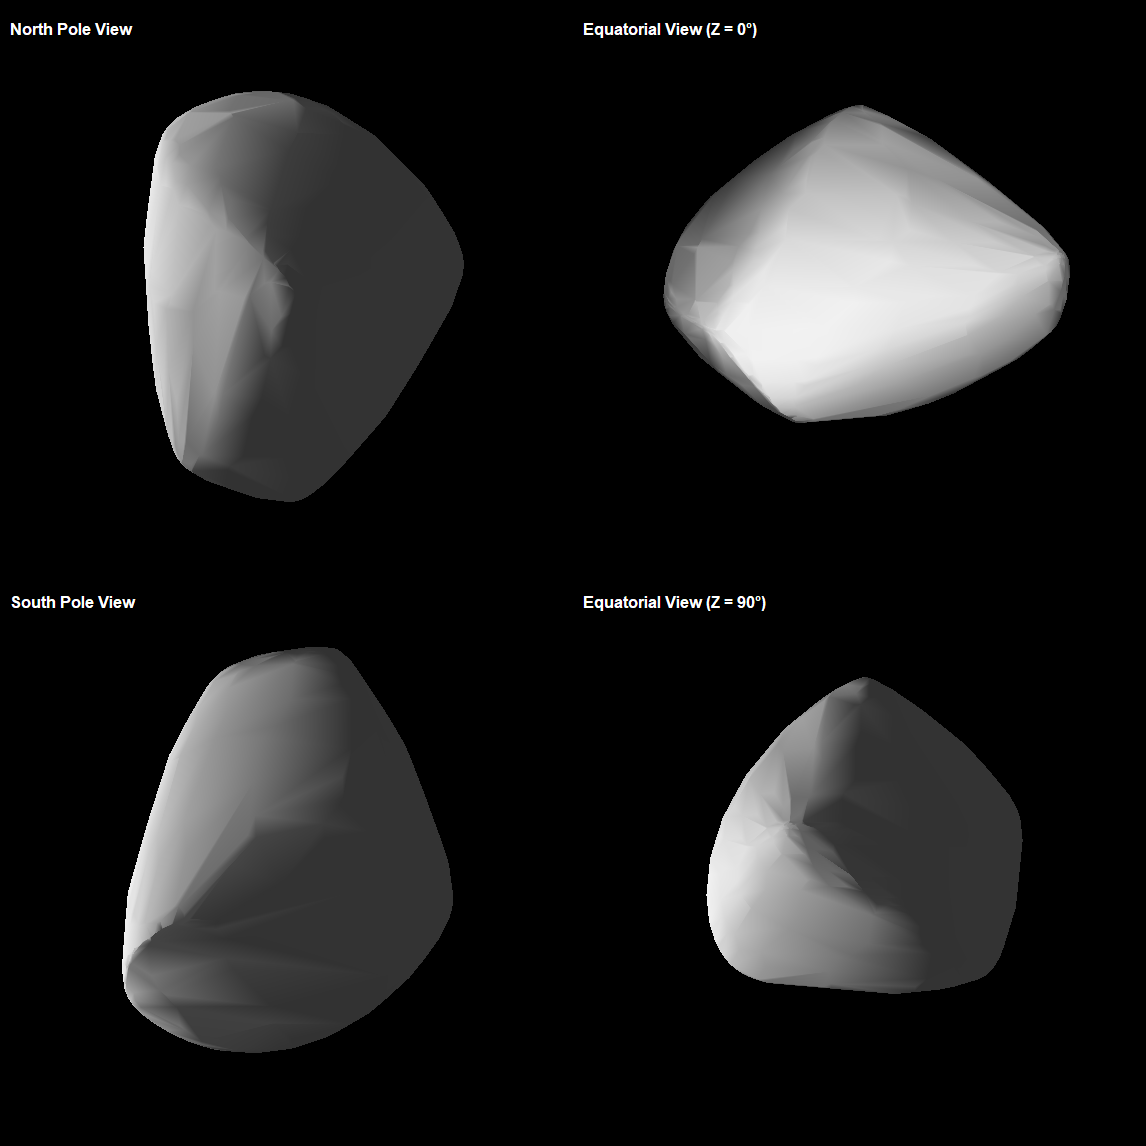 North Pole View
Equatorial View (Z = 0°)
South Pole View
Equatorial View (Z = 90°)